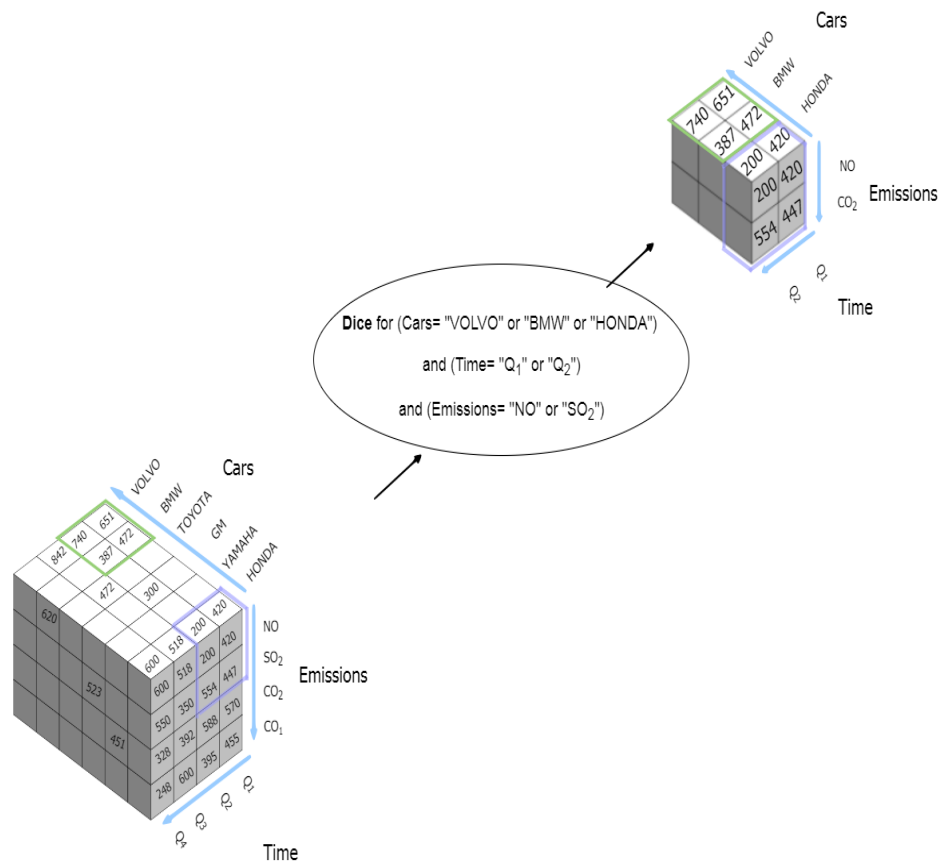 Cars
VOLVO
BMW
HONDA
651
740
472
387
420
200
200 420
554 447
NO
CO2
Emissions
Q1
Q2
Time
Dice for (Cars= "VOLVO" or "BMW" or "HONDA")
and (Time= "Q1" or "Q2")
and (Emissions= "NO" or "SO2")
Cars
VOLVO
BMW
TOYOTA
GM
YAMAHA
HONDA
651
740
842
472
387
472
300
420
200
518
600
620
523
451
600 518 200 420
550 350 554 447
328 392 588 570
248 600 395 455
NO
SO2
CO2
CO1
Emissions
Q1
Q2
Q3
Q4
Time